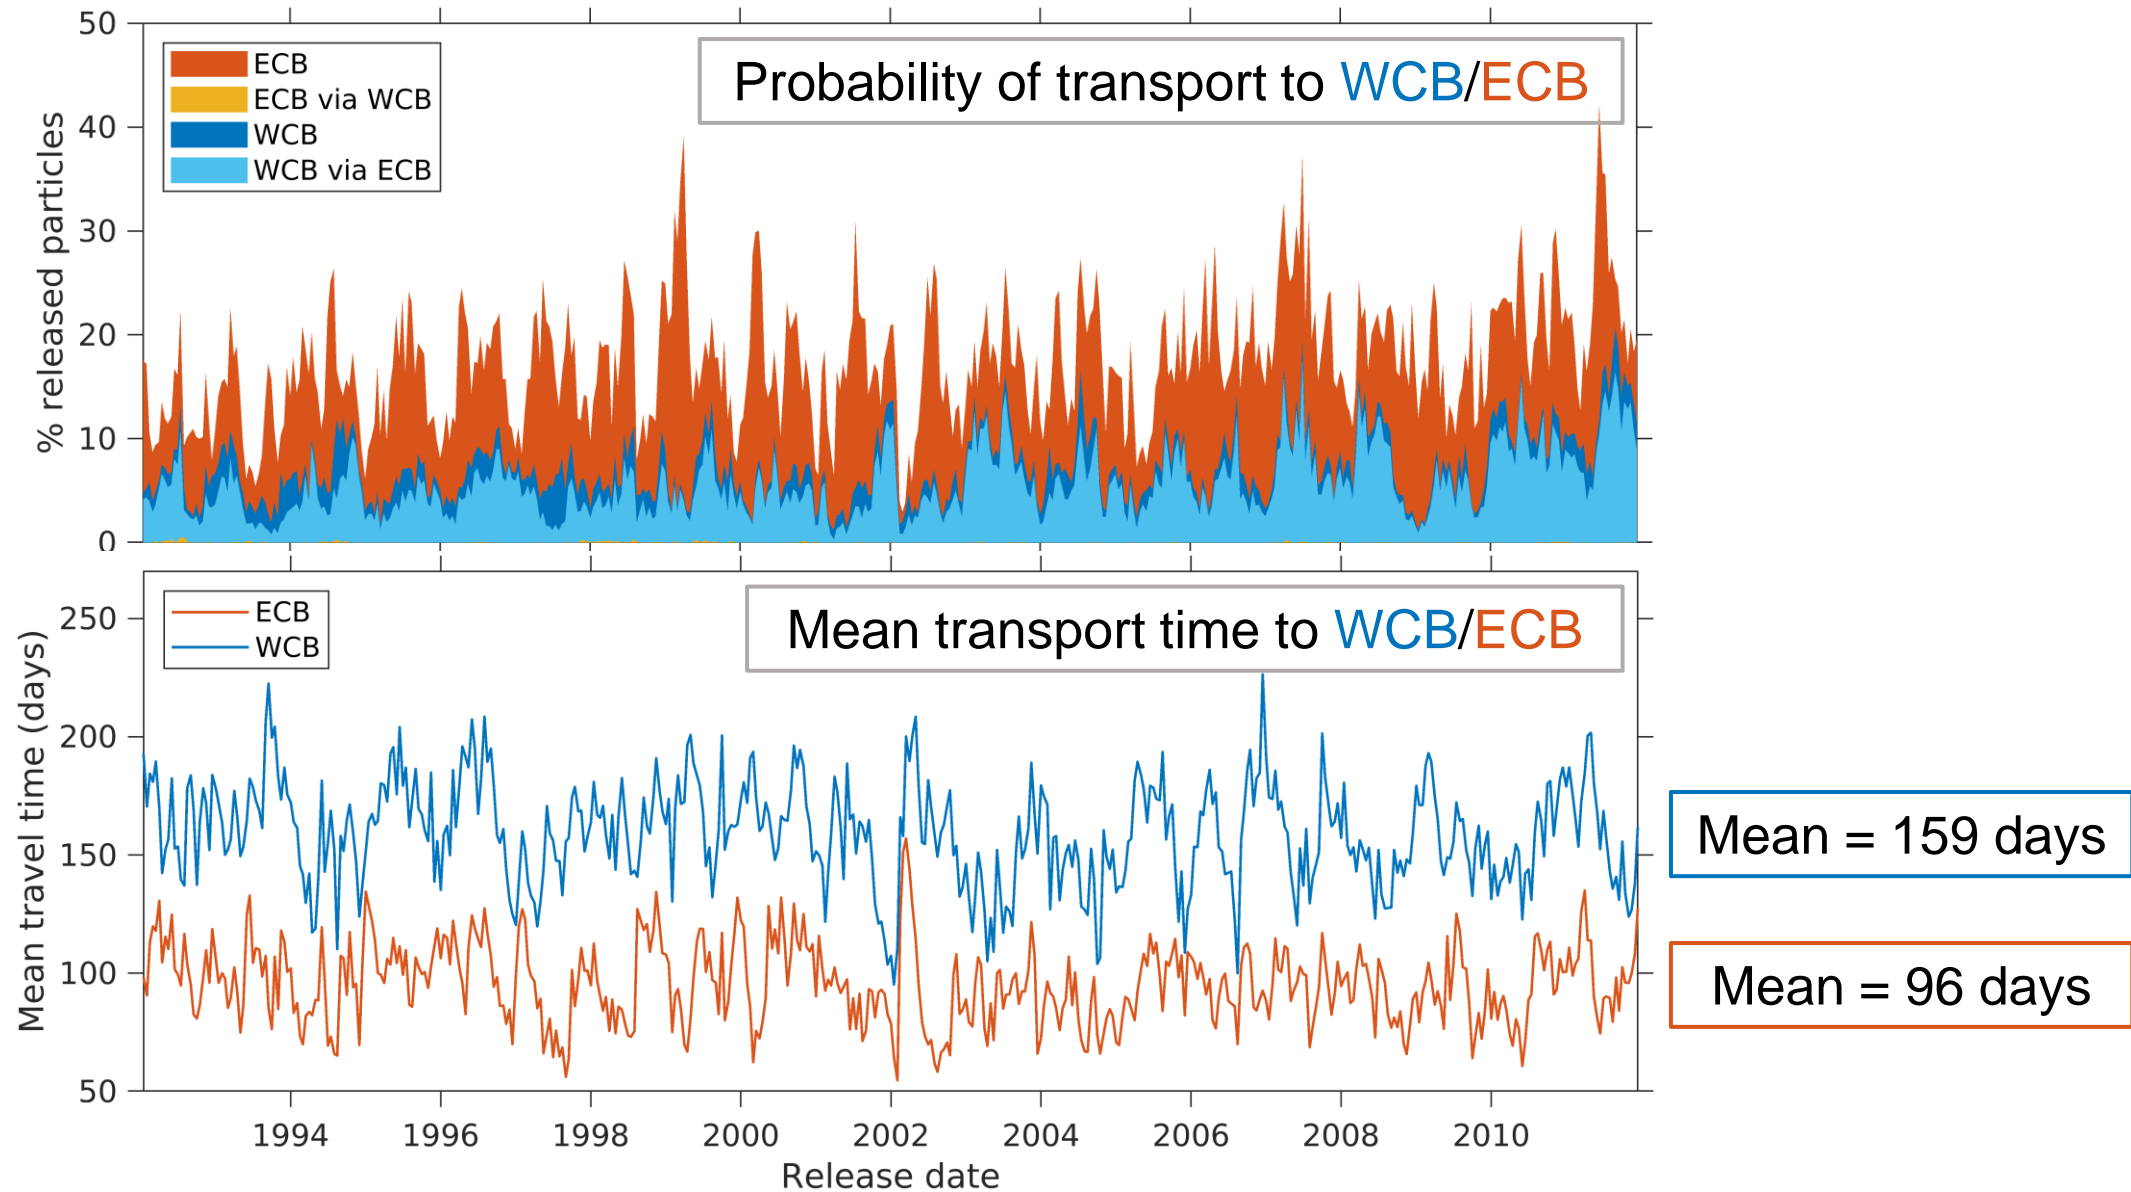 50
40
30
20
10
0
% released particles
ECB
ECB via WCB
WCB
WCB via ECB
Probability of transport to WCB/ECB
250
200
150
100
50
Mean travel time (days)
ECB
WCB
Mean transport time to WCB/ECB
Mean = 159 days
Mean = 96 days
1994 1996 1998 2000 2002 2004 2006 2008 2010
Release date